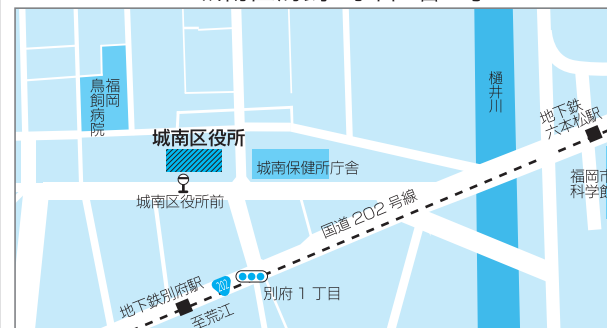 福岡
鳥飼病院
樋井川
地下鉄
六本松駅
城南区役所
城南保健所庁舎
福岡市
科学館
城南区役所前
国道202号線
202
地下鉄別府駅
別府1丁目
至荒江